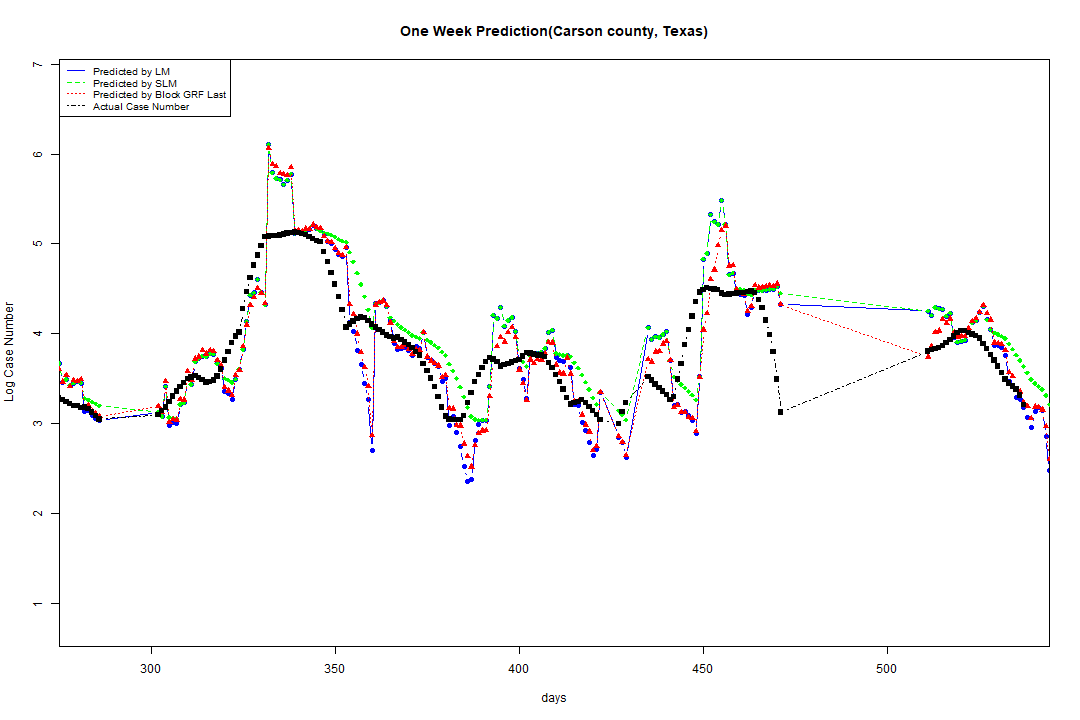 One Week Prediction(Carson county, Texas)
Predicted by LM
Predicted by SLM
Predicted by Block GRF Last
Actual Case Number
Log Case Number
7
6
5
4
3
2
1
300
350
400
450
500
days